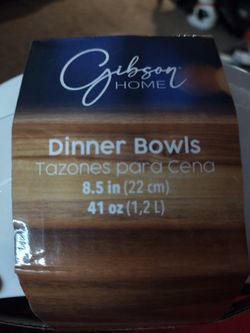 Gibson
HOME
Dinner Bowls
Tazones para Cena
8.5 in (22 cm)
41 oz (1,2 L)